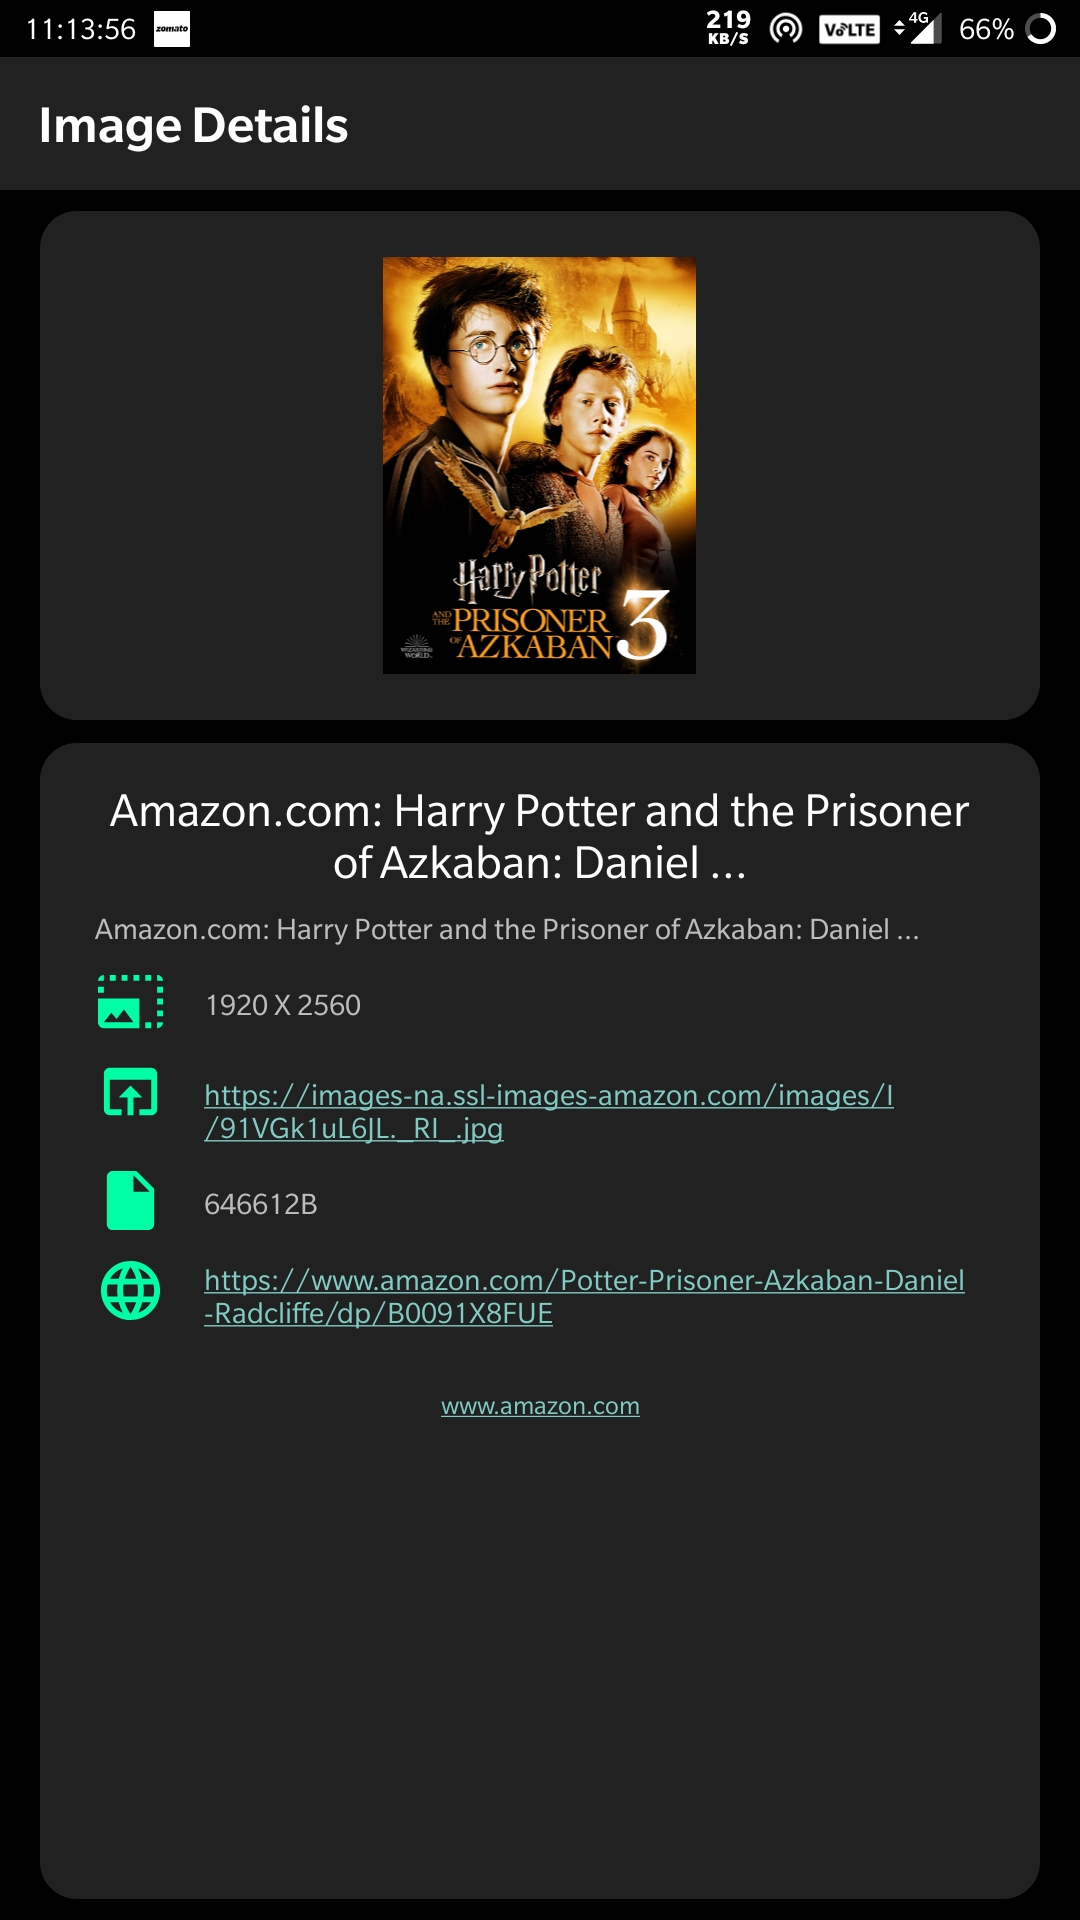 11:13:56 zomato 219 KB/S VoLTE 4G 66%
Image Details
Harry Potter
AND THE PRISONER
OF AZKABAN 3
WIZARDING WORLD
Amazon.com: Harry Potter and the Prisoner
of Azkaban: Daniel ...
Amazon.com: Harry Potter and the Prisoner of Azkaban: Daniel ...
1920 X 2560
https://images-na.ssl-images-amazon.com/images/I
/91VGk1uL6JL._RI_.jpg
646612B
https://www.amazon.com/Potter-Prisoner-Azkaban-Daniel
-Radcliffe/dp/B0091X8FUE
www.amazon.com